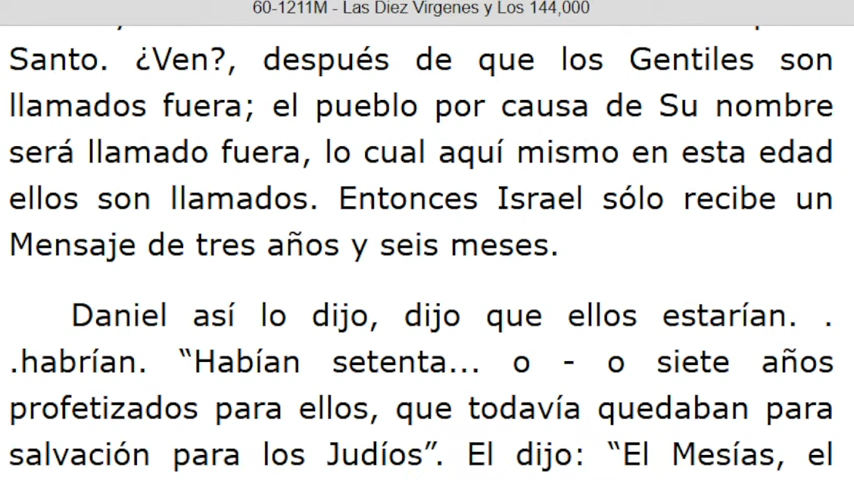 60-1211M - Las Diez Virgenes y Los 144,000
Santo. ¿Ven?, después de que los Gentiles son
llamados fuera; el pueblo por causa de Su nombre
será llamado fuera, lo cual aquí mismo en esta edad
ellos son llamados. Entonces Israel sólo recibe un
Mensaje de tres años y seis meses.
Daniel así lo dijo, dijo que ellos estarían. .
.habrían. “Habían setenta... o - o siete años
profetizados para ellos, que todavía quedaban para
salvación para los Judíos”. El dijo: “El Mesías, el